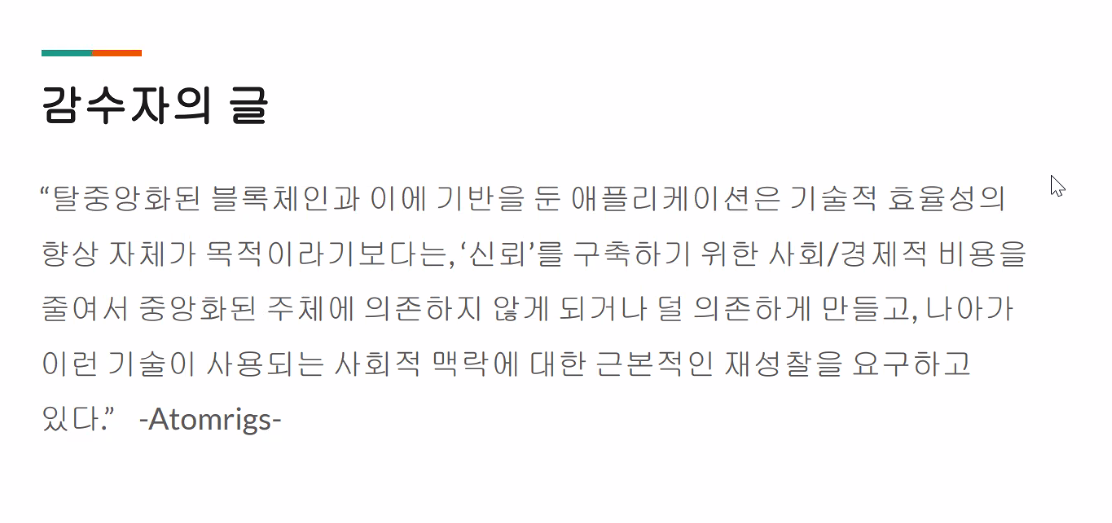 감수자의 글
“탈중앙화된 블록체인과 이에 기반을 둔 애플리케이션은 기술적 효율성의
향상 자체가 목적이라기보다는, ‘신뢰’를 구축하기 위한 사회/경제적 비용을
줄여서 중앙화된 주체에 의존하지 않게 되거나 덜 의존하게 만들고, 나아가
이런 기술이 사용되는 사회적 맥락에 대한 근본적인 재성찰을 요구하고
있다.” -Atomrigs-